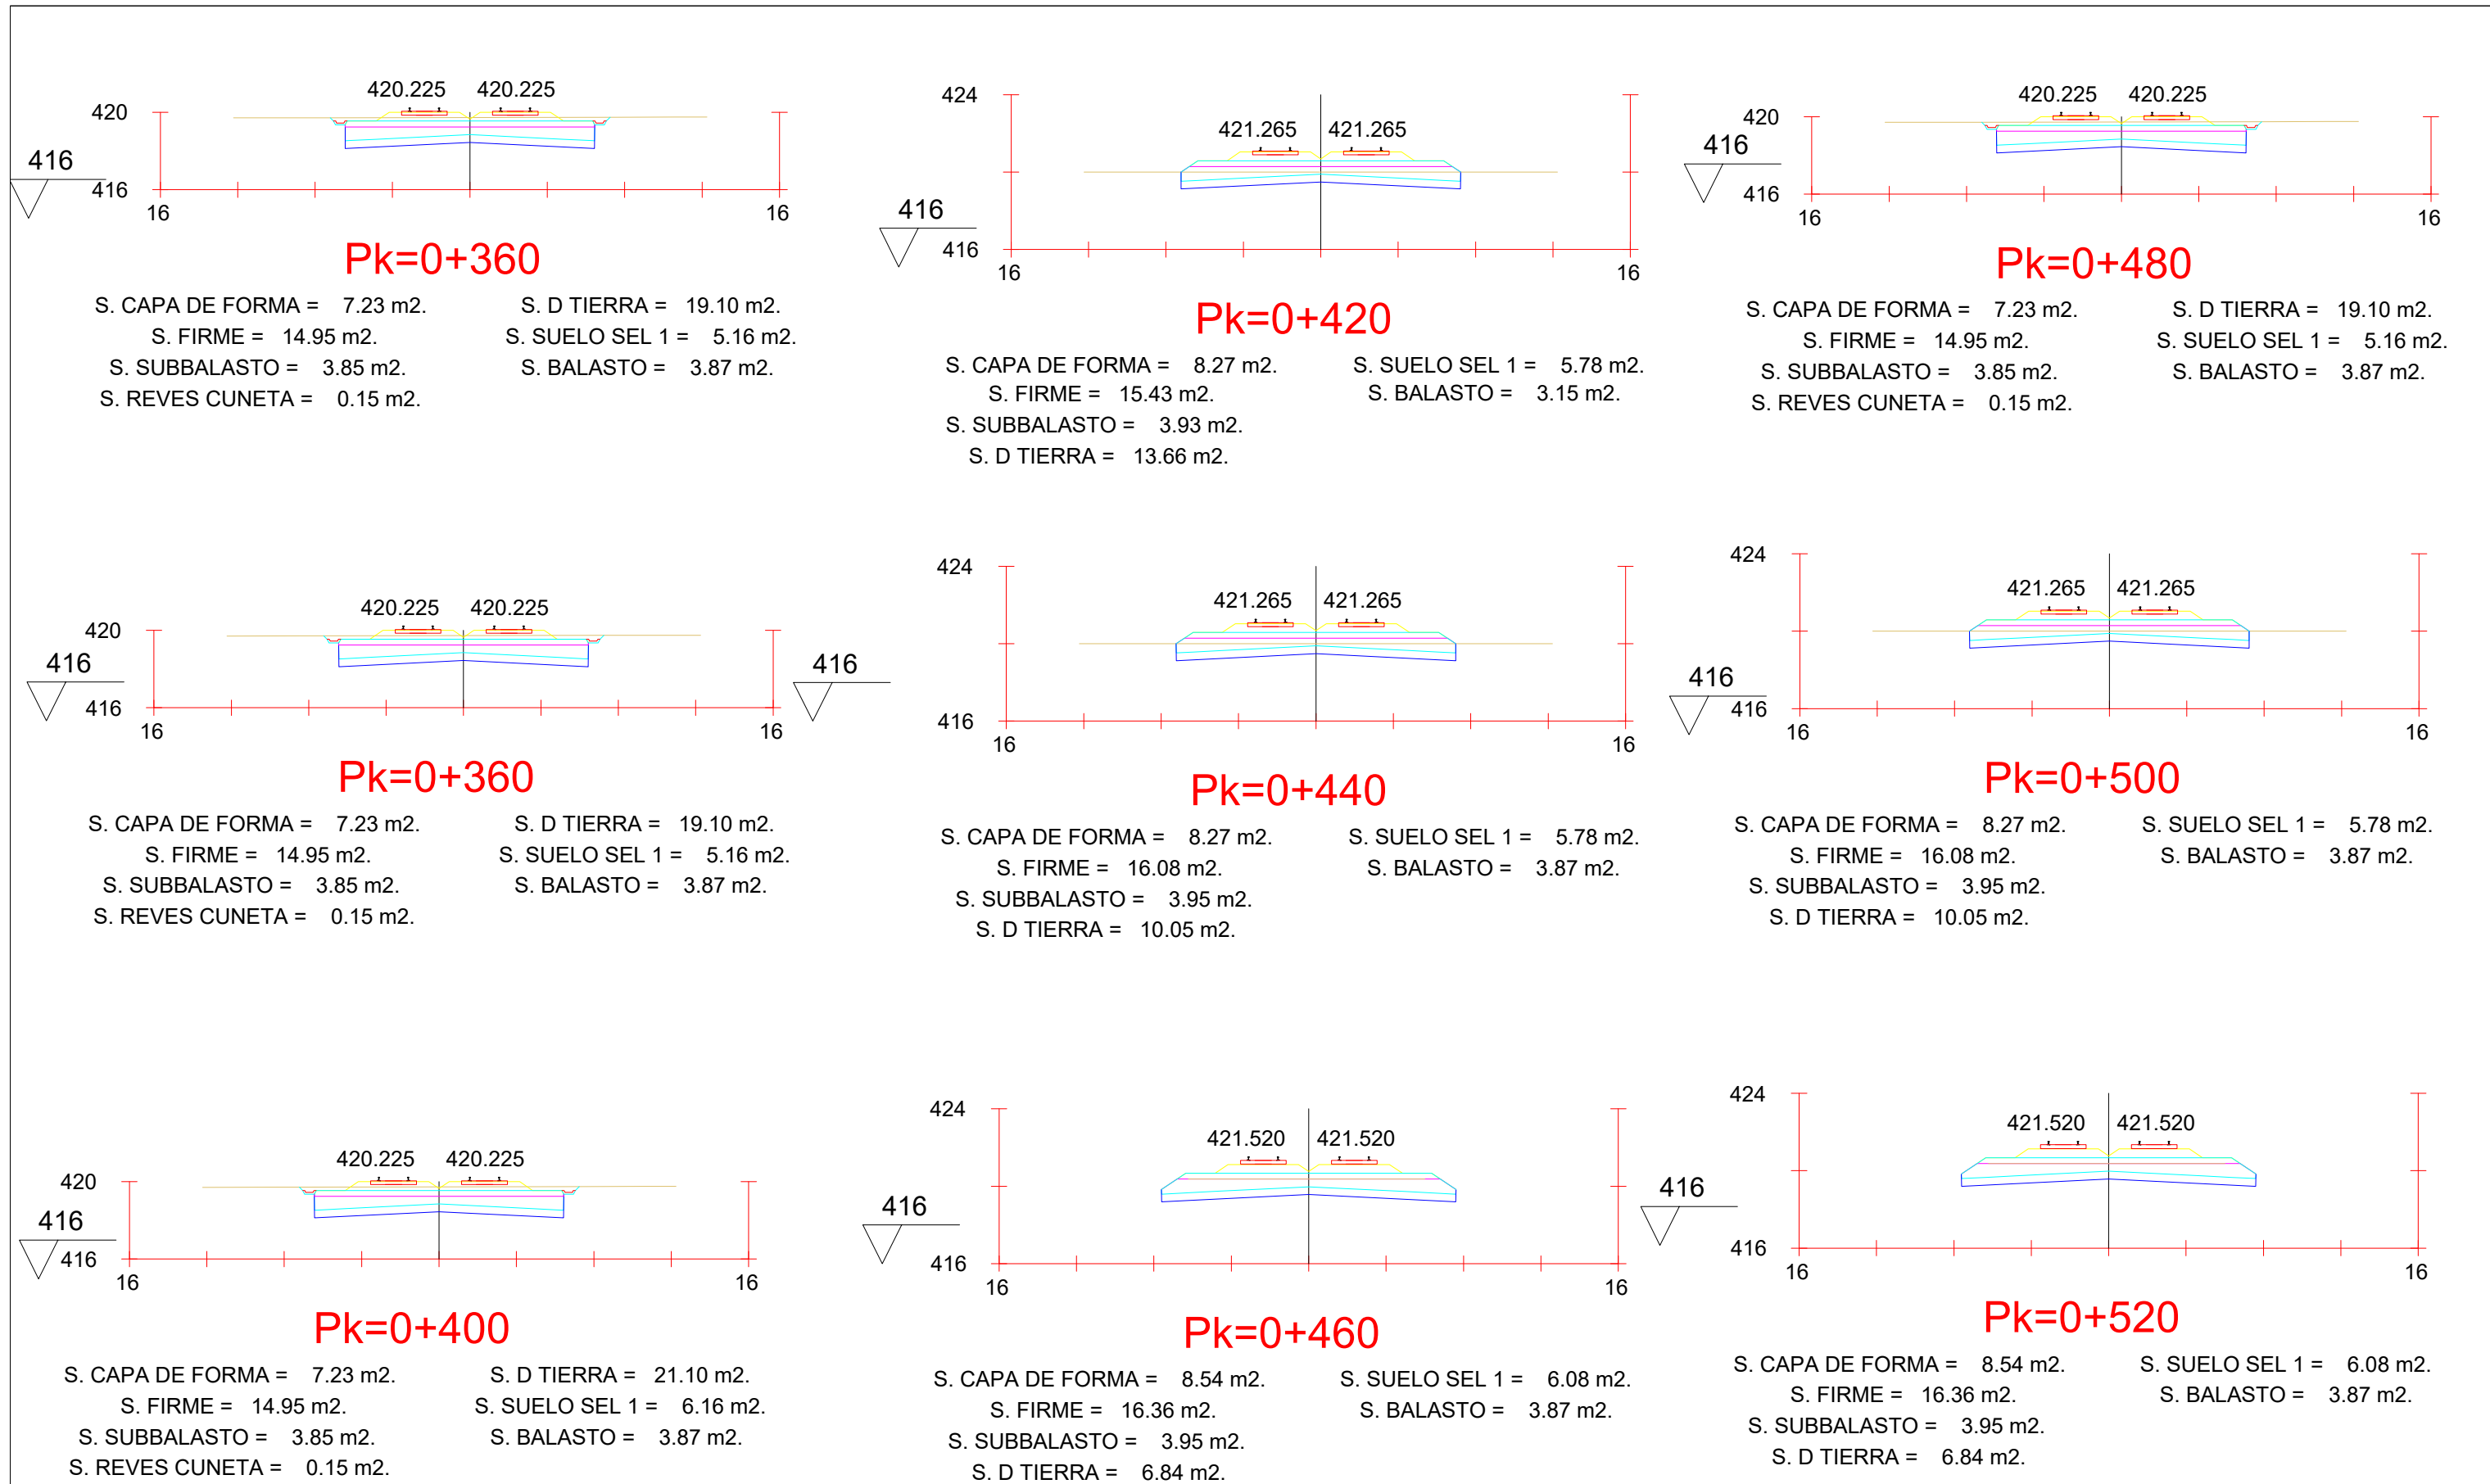 420.225 420.225
420
416
416
16 16
Pk=0+360
S. CAPA DE FORMA = 7.23 m2. S. D TIERRA = 19.10 m2.
S. FIRME = 14.95 m2. S. SUELO SEL 1 = 5.16 m2.
S. SUBBALASTO = 3.85 m2. S. BALASTO = 3.87 m2.
S. REVES CUNETA = 0.15 m2.
424
421.265 421.265
416
416
16 16
Pk=0+420
S. CAPA DE FORMA = 8.27 m2. S. SUELO SEL 1 = 5.78 m2.
S. FIRME = 15.43 m2. S. BALASTO = 3.15 m2.
S. SUBBALASTO = 3.93 m2.
S. D TIERRA = 13.66 m2.
420.225 420.225
420
416
416
16 16
Pk=0+480
S. CAPA DE FORMA = 7.23 m2. S. D TIERRA = 19.10 m2.
S. FIRME = 14.95 m2. S. SUELO SEL 1 = 5.16 m2.
S. SUBBALASTO = 3.85 m2. S. BALASTO = 3.87 m2.
S. REVES CUNETA = 0.15 m2.
420.225 420.225
420
416
416
16 16
Pk=0+360
S. CAPA DE FORMA = 7.23 m2. S. D TIERRA = 19.10 m2.
S. FIRME = 14.95 m2. S. SUELO SEL 1 = 5.16 m2.
S. SUBBALASTO = 3.85 m2. S. BALASTO = 3.87 m2.
S. REVES CUNETA = 0.15 m2.
424
421.265 421.265
416
416
16 16
Pk=0+440
S. CAPA DE FORMA = 8.27 m2. S. SUELO SEL 1 = 5.78 m2.
S. FIRME = 16.08 m2. S. BALASTO = 3.87 m2.
S. SUBBALASTO = 3.95 m2.
S. D TIERRA = 10.05 m2.
424
421.265 421.265
416
416
16 16
Pk=0+500
S. CAPA DE FORMA = 8.27 m2. S. SUELO SEL 1 = 5.78 m2.
S. FIRME = 16.08 m2. S. BALASTO = 3.87 m2.
S. SUBBALASTO = 3.95 m2.
S. D TIERRA = 10.05 m2.
420.225 420.225
420
416
416
16 16
Pk=0+400
S. CAPA DE FORMA = 7.23 m2. S. D TIERRA = 21.10 m2.
S. FIRME = 14.95 m2. S. SUELO SEL 1 = 6.16 m2.
S. SUBBALASTO = 3.85 m2. S. BALASTO = 3.87 m2.
S. REVES CUNETA = 0.15 m2.
424
421.520 421.520
416
416
16 16
Pk=0+460
S. CAPA DE FORMA = 8.54 m2. S. SUELO SEL 1 = 6.08 m2.
S. FIRME = 16.36 m2. S. BALASTO = 3.87 m2.
S. SUBBALASTO = 3.95 m2.
S. D TIERRA = 6.84 m2.
424
421.520 421.520
416
416
16 16
Pk=0+520
S. CAPA DE FORMA = 8.54 m2. S. SUELO SEL 1 = 6.08 m2.
S. FIRME = 16.36 m2. S. BALASTO = 3.87 m2.
S. SUBBALASTO = 3.95 m2.
S. D TIERRA = 6.84 m2.